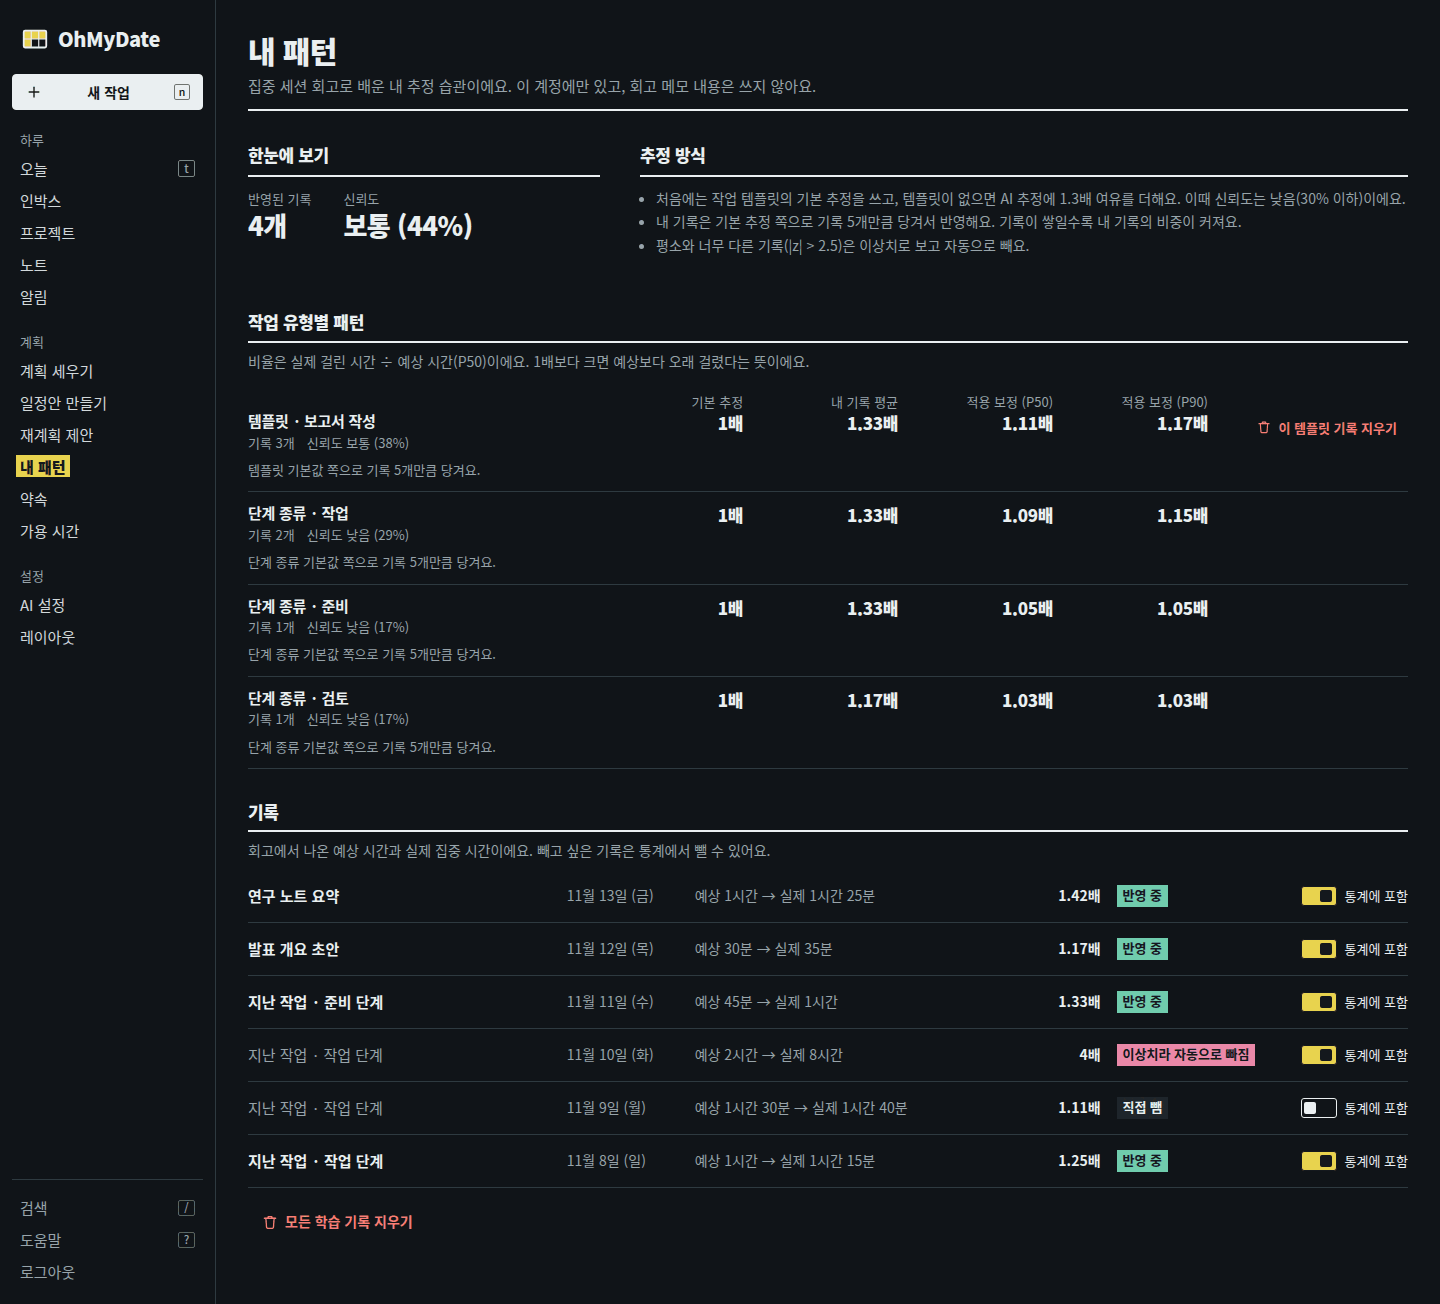 OhMyDate
새 작업
n
하루
오늘
t
인박스
프로젝트
노트
알림
계획
계획 세우기
일정안 만들기
재계획 제안
내 패턴
약속
가용 시간
설정
AI 설정
레이아웃
검색
/
도움말
?
로그아웃
내 패턴
집중 세션 회고로 배운 내 추정 습관이에요. 이 계정에만 있고, 회고 메모 내용은 쓰지 않아요.
한눈에 보기
반영된 기록
신뢰도
4개
보통 (44%)
추정 방식
• 처음에는 작업 템플릿의 기본 추정을 쓰고, 템플릿이 없으면 AI 추정에 1.3배 여유를 더해요. 이때 신뢰도는 낮음(30% 이하)이에요.
• 내 기록은 기본 추정 쪽으로 기록 5개만큼 당겨서 반영해요. 기록이 쌓일수록 내 기록의 비중이 커져요.
• 평소와 너무 다른 기록(|z| > 2.5)은 이상치로 보고 자동으로 빼요.
작업 유형별 패턴
비율은 실제 걸린 시간 ÷ 예상 시간(P50)이에요. 1배보다 크면 예상보다 오래 걸렸다는 뜻이에요.
기본 추정
내 기록 평균
적용 보정 (P50)
적용 보정 (P90)
템플릿 · 보고서 작성
1배
1.33배
1.11배
1.17배
이 템플릿 기록 지우기
기록 3개 신뢰도 보통 (38%)
템플릿 기본값 쪽으로 기록 5개만큼 당겨요.
단계 종류 · 작업
1배
1.33배
1.09배
1.15배
기록 2개 신뢰도 낮음 (29%)
단계 종류 기본값 쪽으로 기록 5개만큼 당겨요.
단계 종류 · 준비
1배
1.33배
1.05배
1.05배
기록 1개 신뢰도 낮음 (17%)
단계 종류 기본값 쪽으로 기록 5개만큼 당겨요.
단계 종류 · 검토
1배
1.17배
1.03배
1.03배
기록 1개 신뢰도 낮음 (17%)
단계 종류 기본값 쪽으로 기록 5개만큼 당겨요.
기록
회고에서 나온 예상 시간과 실제 집중 시간이에요. 빼고 싶은 기록은 통계에서 뺄 수 있어요.
연구 노트 요약 11월 13일 (금) 예상 1시간 → 실제 1시간 25분 1.42배 반영 중 통계에 포함
발표 개요 초안 11월 12일 (목) 예상 30분 → 실제 35분 1.17배 반영 중 통계에 포함
지난 작업 · 준비 단계 11월 11일 (수) 예상 45분 → 실제 1시간 1.33배 반영 중 통계에 포함
지난 작업 · 작업 단계 11월 10일 (화) 예상 2시간 → 실제 8시간 4배 이상치라 자동으로 빠짐 통계에 포함
지난 작업 · 작업 단계 11월 9일 (월) 예상 1시간 30분 → 실제 1시간 40분 1.11배 직접 뺌 통계에 포함
지난 작업 · 작업 단계 11월 8일 (일) 예상 1시간 → 실제 1시간 15분 1.25배 반영 중 통계에 포함
모든 학습 기록 지우기